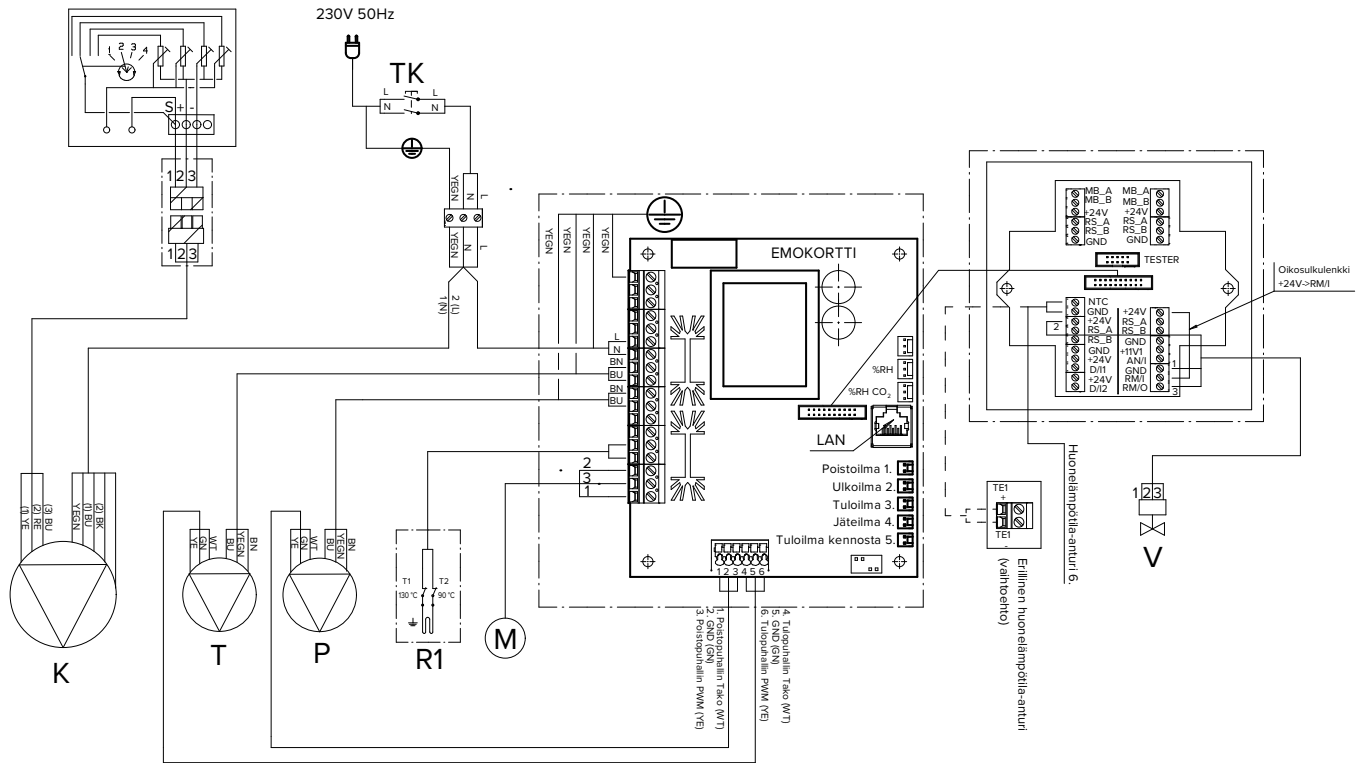 230V 50Hz
TK
L
L
N
N
1 2 3 4
S + -
1 2 3
1 2 3
YEGN
N
L
YEGN
N
L
1 (N)
2 (L)
YEGN
YEGN
YEGN
YEGN
EMOKORTTI
L
N
BN
BU
BN
BU
2
3
1
%RH
%RH CO₂
LAN
Poistoilma 1.
Ulkoilma 2.
Tuloilma 3.
Jäteilma 4.
Tuloilma kennosta 5.
1 2 3 4 5 6
1. Poistopuhallin Tako (WT)
2. GND (GN)
3. Poistopuhallin PWM (YE)
4. Tulopuhallin Tako (WT)
5. GND (GN)
6. Tulopuhallin PWM (YE)
MB_A
MB_B
+24V
RS_A
RS_B
GND
MB_A
MB_B
+24V
RS_A
RS_B
GND
TESTER
NTC
GND
+24V
RS_A
RS_B
GND
+24V
D/I1
+24V
D/I2
+24V
RS_A
RS_B
GND
+11V1
AN/I
GND
RM/I
RM/O
2
1
3
Oikosulkulenkki
+24V->RM/I
Huonelämpötila-anturi 6.
TE1
+
TE1
-
Erillinen huonelämpötila-anturi
(vaihtoehto)
1 2 3
V
(1) YE
(2) RE
(3) BU
YEGN
(1) BU
(2) BK
K
YE
GN
WT
BU
YEGN
BN
T
YE
GN
WT
BU
YEGN
BN
P
T1
130 °C
T2
90 °C
R1
M